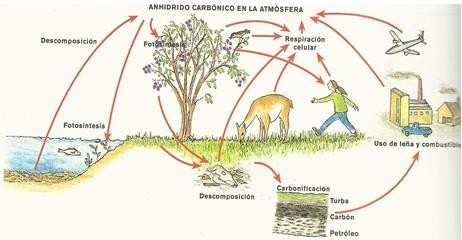 ANHIDRIDO CARBÓNICO EN LA ATMÓSFERA
Descomposición
Fotosíntesis
Respiración
celular
Fotosíntesis
Uso de leña y combustible
Descomposición
Carbonificación
Turba
Carbón
Petróleo